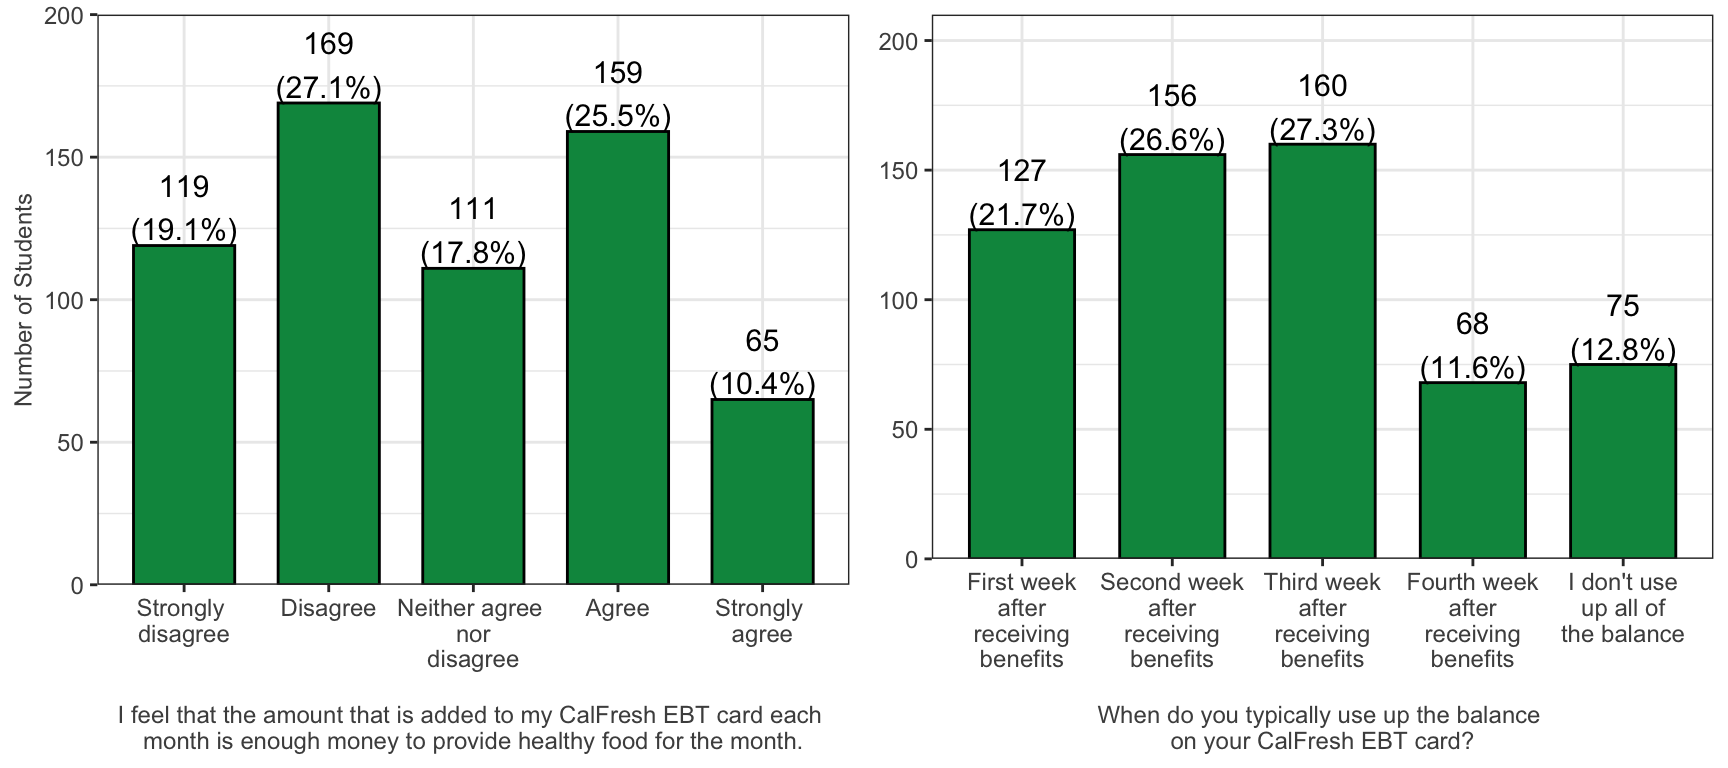 Number of Students
200
150
100
50
0
119
(19.1%)
169
(27.1%)
111
(17.8%)
159
(25.5%)
65
(10.4%)
Strongly
disagree
Disagree
Neither agree
nor
disagree
Agree
Strongly
agree
I feel that the amount that is added to my CalFresh EBT card each
month is enough money to provide healthy food for the month.
200
150
100
50
0
127
(21.7%)
156
(26.6%)
160
(27.3%)
68
(11.6%)
75
(12.8%)
First week
after
receiving
benefits
Second week
after
receiving
benefits
Third week
after
receiving
benefits
Fourth week
after
receiving
benefits
I don't use
up all of
the balance
When do you typically use up the balance
on your CalFresh EBT card?